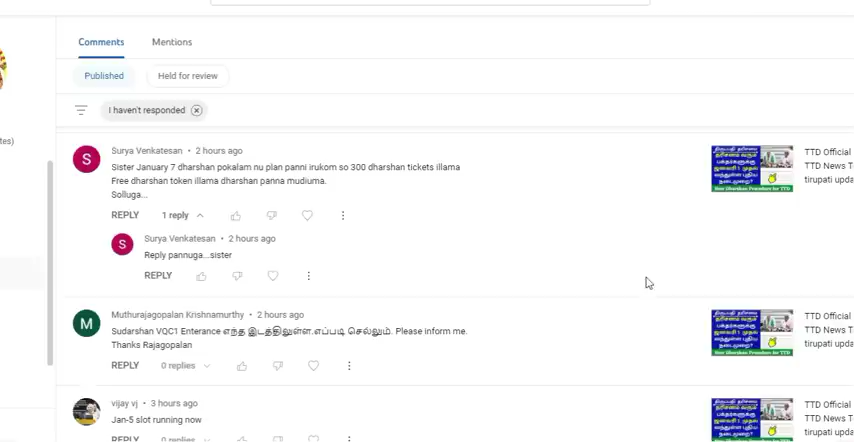 Comments
Mentions
Published
Held for review
I haven't responded
tes)
S
Surya Venkatesan • 2 hours ago
Sister January 7 dharshan pokalam nu plan panni irukom so 300 dharshan tickets illama
Free dharshan token illama dharshan panna mudiuma.
Solluga...
REPLY
1 reply
TTD Official
TTD News T
tirupati upda
S
Surya Venkatesan • 2 hours ago
Reply pannuga...sister
REPLY
M
Muthurajagopalan Krishnamurthy • 2 hours ago
Sudarshan VQC1 Enterance எந்த இடத்திலுள்ள.எப்படி செல்லும். Please inform me.
Thanks Rajagopalan
REPLY
0 replies
TTD Official
TTD News T
tirupati upda
vijay vj • 3 hours ago
Jan-5 slot running now
REPLY
0 replies
TTD Official
TTD News T
tirupati upda